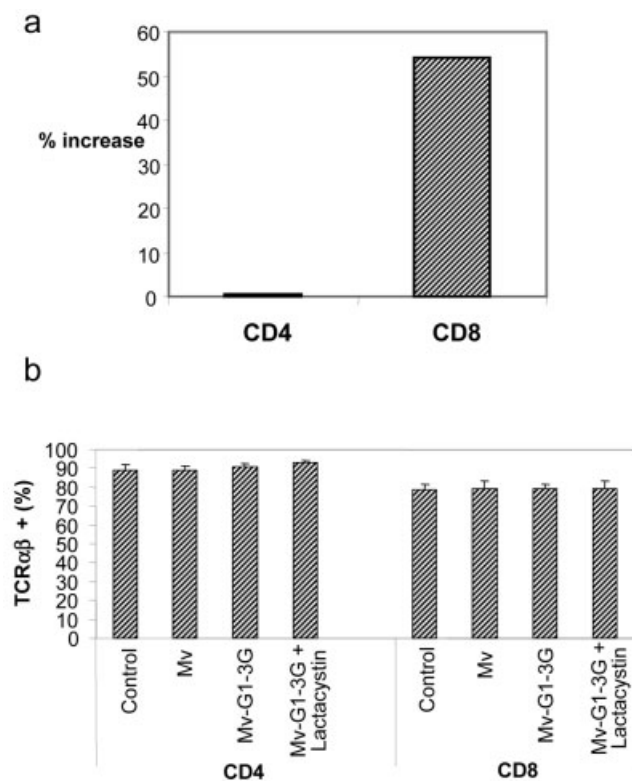 a
60
50
40
% increase
30
20
10
0
CD4 CD8
b
100
90
80
70
60
50
40
30
20
10
0
TCRαβ + (%)
Control
Mv
Mv-G1-3G
Mv-G1-3G +
Lactacystin
Control
Mv
Mv-G1-3G
Mv-G1-3G +
Lactacystin
CD4 CD8